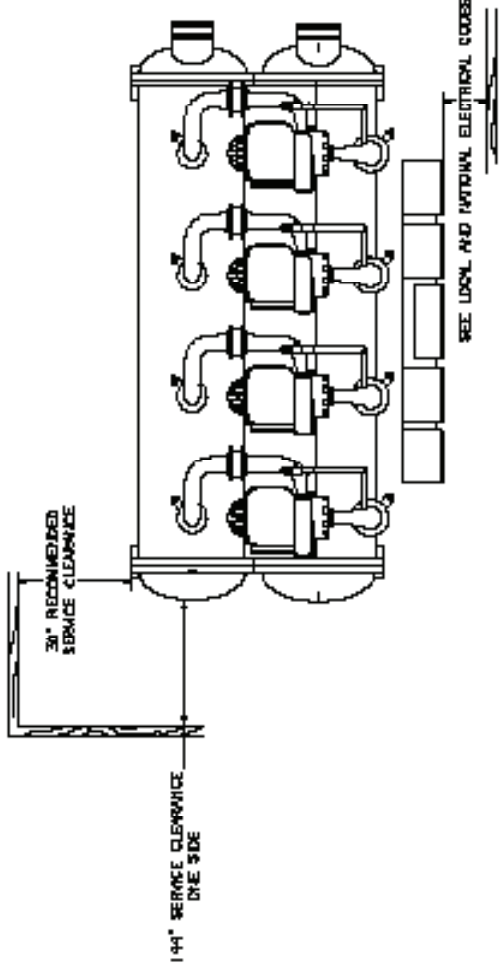 SEE LOCAL AND NATIONAL ELECTRICAL CODES
30" RECOMMENDED
SERVICE CLEARANCE
144" SERVICE CLEARANCE
ONE SIDE